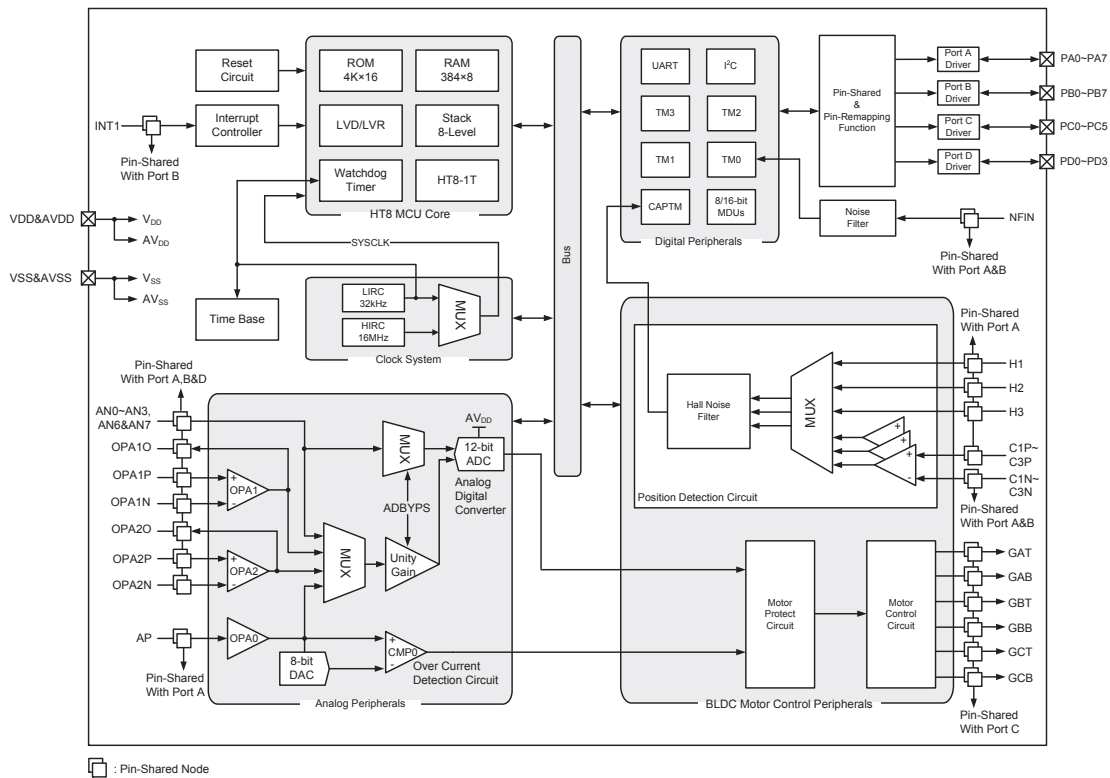 Reset
Circuit
INT1
Interrupt
Controller
Pin-Shared
With Port B
ROM
4K×16
RAM
384×8
LVD/LVR
Stack
8-Level
Watchdog
Timer
HT8-1T
HT8 MCU Core
VDD&AVDD
VDD
AVDD
VSS&AVSS
VSS
AVSS
SYSCLK
Time Base
LIRC
32kHz
HIRC
16MHz
MUX
Clock System
Bus
UART
I²C
TM3
TM2
TM1
TM0
CAPTM
8/16-bit
MDUs
Digital Peripherals
Pin-Shared
&
Pin-Remapping
Function
Port A
Driver
PA0~PA7
Port B
Driver
PB0~PB7
Port C
Driver
PC0~PC5
Port D
Driver
PD0~PD3
Noise
Filter
NFIN
Pin-Shared
With Port A&B
Pin-Shared
With Port A,B&D
AN0~AN3,
AN6&AN7
OPA1O
OPA1P
OPA1N
OPA2O
OPA2P
OPA2N
AP
Pin-Shared
With Port A
+
OPA1
-
+
OPA2
-
OPA0
MUX
MUX
ADBYPS
Unity
Gain
AVDD
12-bit
ADC
Analog
Digital
Converter
8-bit
DAC
+
CMP0
-
Over Current
Detection Circuit
Analog Peripherals
Pin-Shared
With Port A
H1
H2
H3
Hall Noise
Filter
MUX
+
+
+
-
C1P~
C3P
C1N~
C3N
Position Detection Circuit
Pin-Shared
With Port A&B
Motor
Protect
Circuit
Motor
Control
Circuit
GAT
GAB
GBT
GBB
GCT
GCB
BLDC Motor Control Peripherals
Pin-Shared
With Port C
: Pin-Shared Node